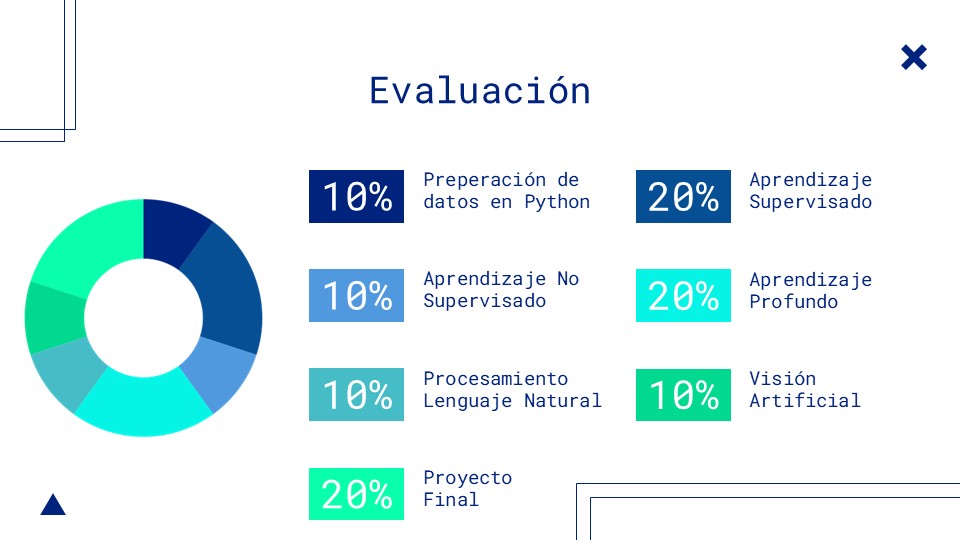 Evaluación
10%
Preperación de
datos en Python
20%
Aprendizaje
Supervisado
10%
Aprendizaje No
Supervisado
20%
Aprendizaje
Profundo
10%
Procesamiento
Lenguaje Natural
10%
Visión
Artificial
20%
Proyecto
Final